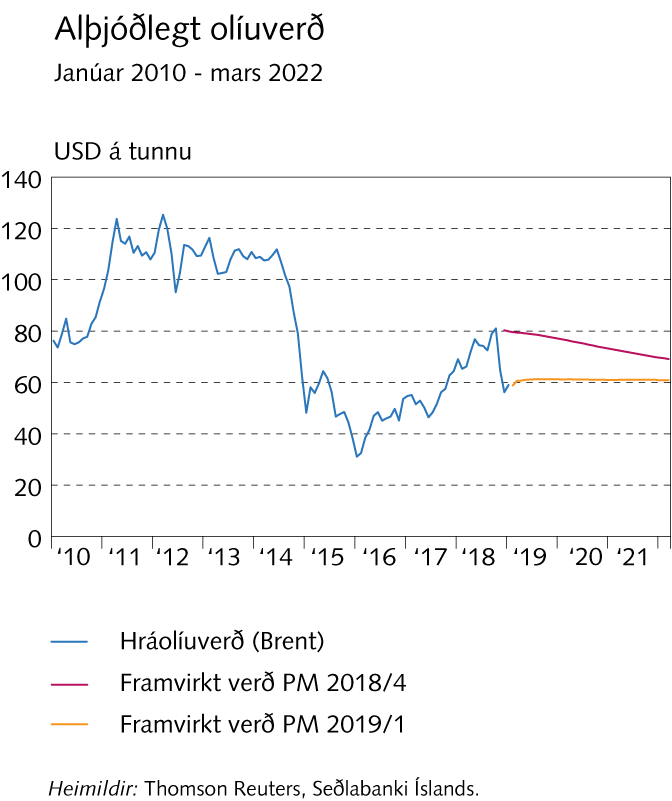 Alþjóðlegt olíuverð
Janúar 2010 - mars 2022
USD á tunnu
140
120
100
80
60
40
20
0
‘10 ‘11 ‘12 ‘13 ‘14 ‘15 ‘16 ‘17 ‘18 ‘19 ‘20 ‘21
Hráolíuverð (Brent)
Framvirkt verð PM 2018/4
Framvirkt verð PM 2019/1
Heimildir: Thomson Reuters, Seðlabanki Íslands.